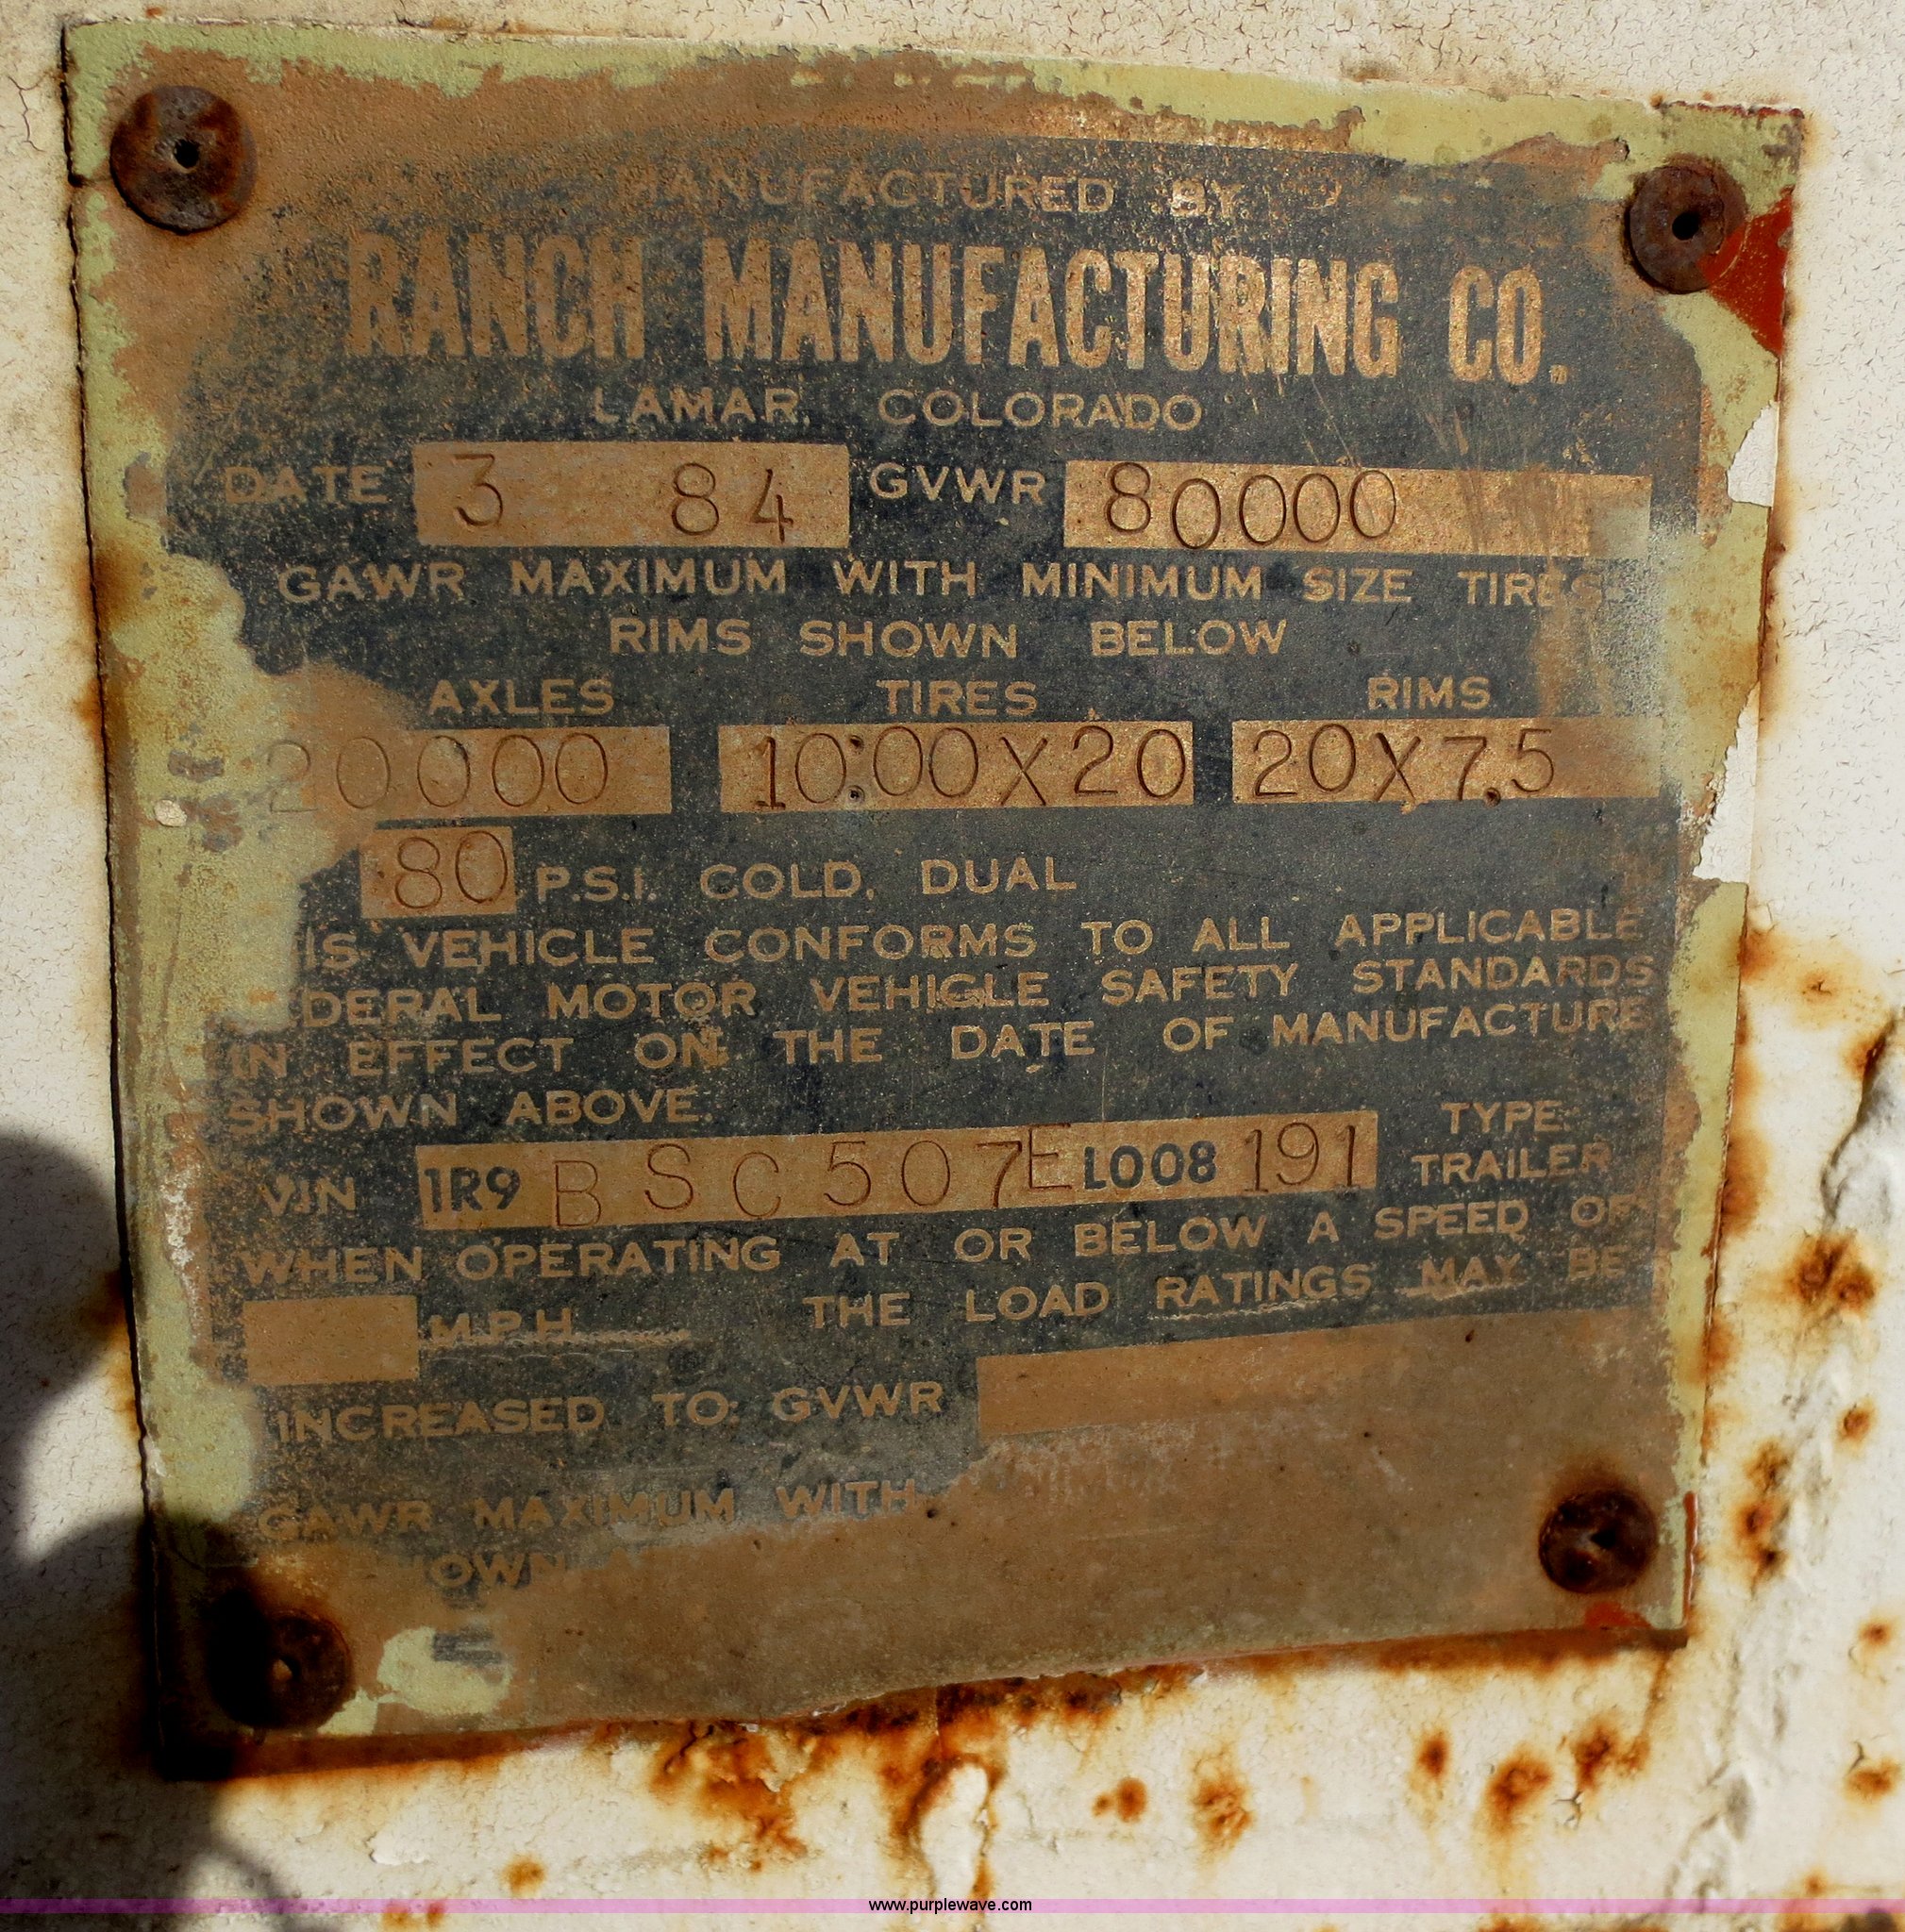 MANUFACTURED BY
RANCH MANUFACTURING CO.
LAMAR, COLORADO
DATE 3 84 GVWR 80000
GAWR MAXIMUM WITH MINIMUM SIZE TIRES
RIMS SHOWN BELOW
AXLES TIRES RIMS
20000 10:00X20 20X7.5
80 P.S.I. COLD, DUAL
IS VEHICLE CONFORMS TO ALL APPLICABLE
DERAL MOTOR VEHICLE SAFETY STANDARDS
IN EFFECT ON THE DATE OF MANUFACTURE
SHOWN ABOVE.
VIN 1R9 BSC507E L008 191 TYPE: TRAILER
WHEN OPERATING AT OR BELOW A SPEED OF
M.P.H. THE LOAD RATINGS MAY BE
INCREASED TO: GVWR
GAWR MAXIMUM WITH
OWN
www.purplewave.com